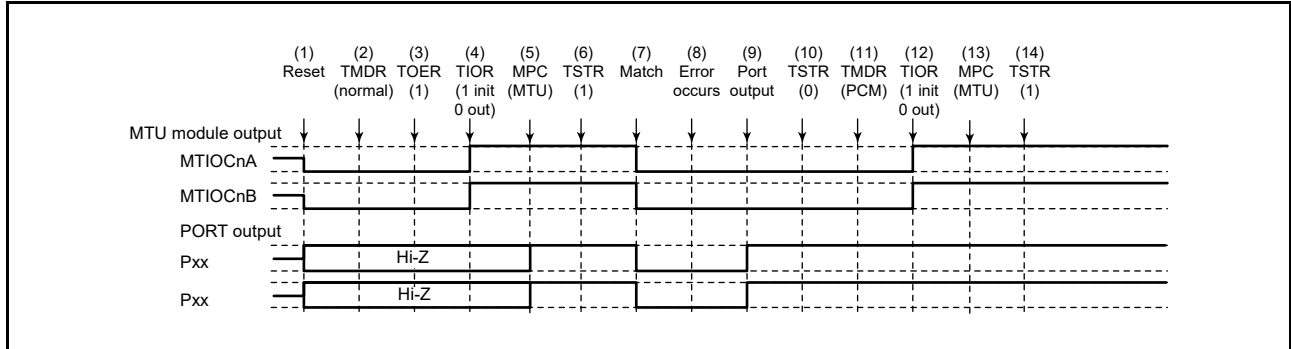 (1) (2) (3) (4) (5) (6) (7) (8) (9) (10) (11) (12) (13) (14)
Reset TMDR TOER TIOR MPC TSTR Match Error Port TSTR TMDR TIOR MPC TSTR
(normal) (1) (1 init (MTU) (1) occurs output (0) (PCM) (1 init (MTU) (1)
0 out) 0 out)
MTU module output
MTIOCnA
MTIOCnB
PORT output
Pxx Hi-Z
Pxx Hi-Z